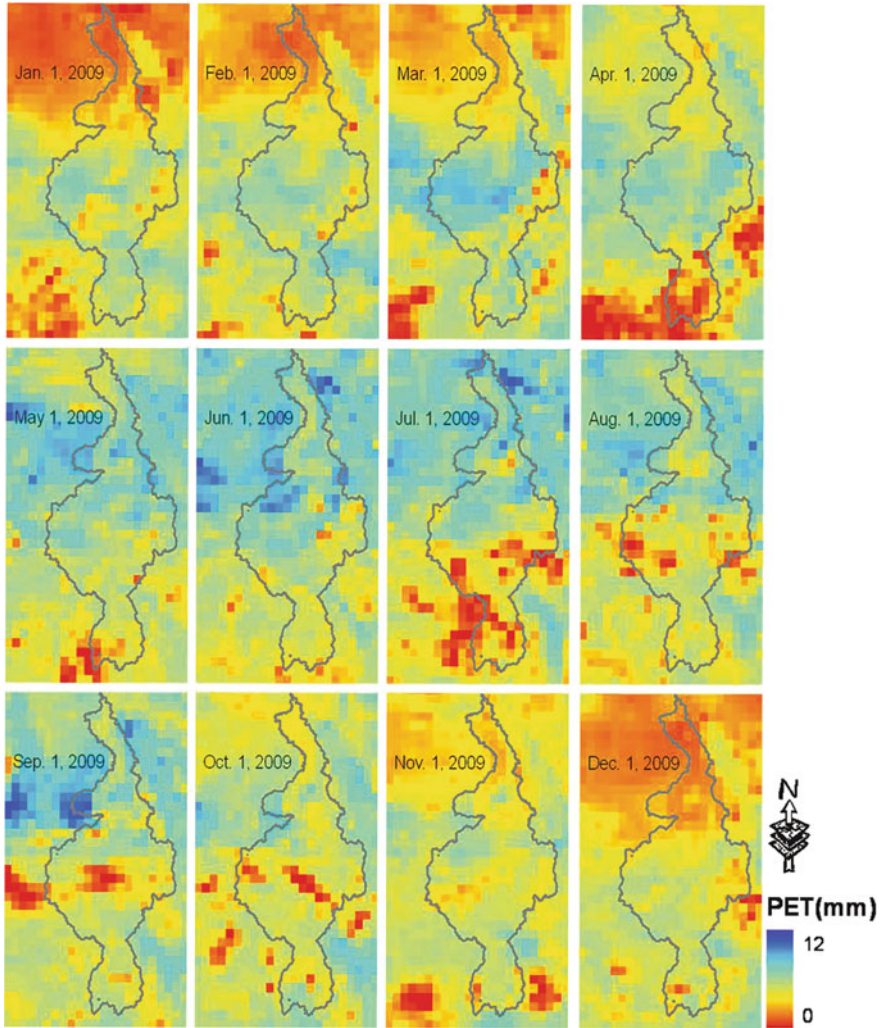 Jan. 1, 2009
Feb. 1, 2009
Mar. 1, 2009
Apr. 1, 2009
May 1, 2009
Jun. 1, 2009
Jul. 1, 2009
Aug. 1, 2009
Sep. 1, 2009
Oct. 1, 2009
Nov. 1, 2009
Dec. 1, 2009
N
PET(mm)
12
0